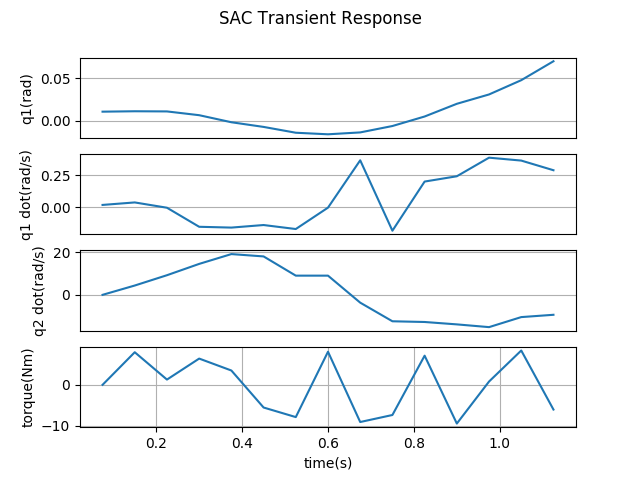 SAC Transient Response
q1(rad)
0.05
0.00
q1 dot(rad/s)
0.25
0.00
q2 dot(rad/s)
20
0
torque(Nm)
0
−10
0.2 0.4 0.6 0.8 1.0
time(s)